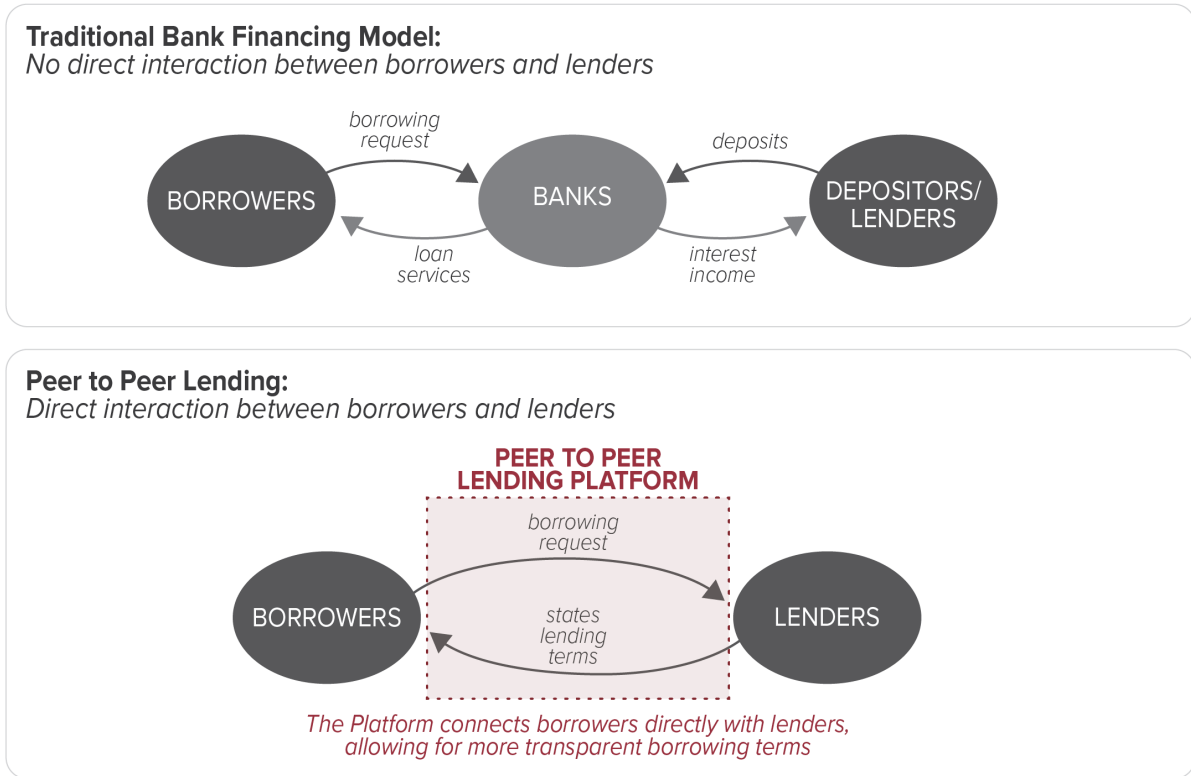 Traditional Bank Financing Model:
No direct interaction between borrowers and lenders
borrowing
request
deposits
BORROWERS
BANKS
DEPOSITORS/
LENDERS
loan
services
interest
income
Peer to Peer Lending:
Direct interaction between borrowers and lenders
PEER TO PEER
LENDING PLATFORM
borrowing
request
BORROWERS
states
lending
terms
LENDERS
The Platform connects borrowers directly with lenders,
allowing for more transparent borrowing terms